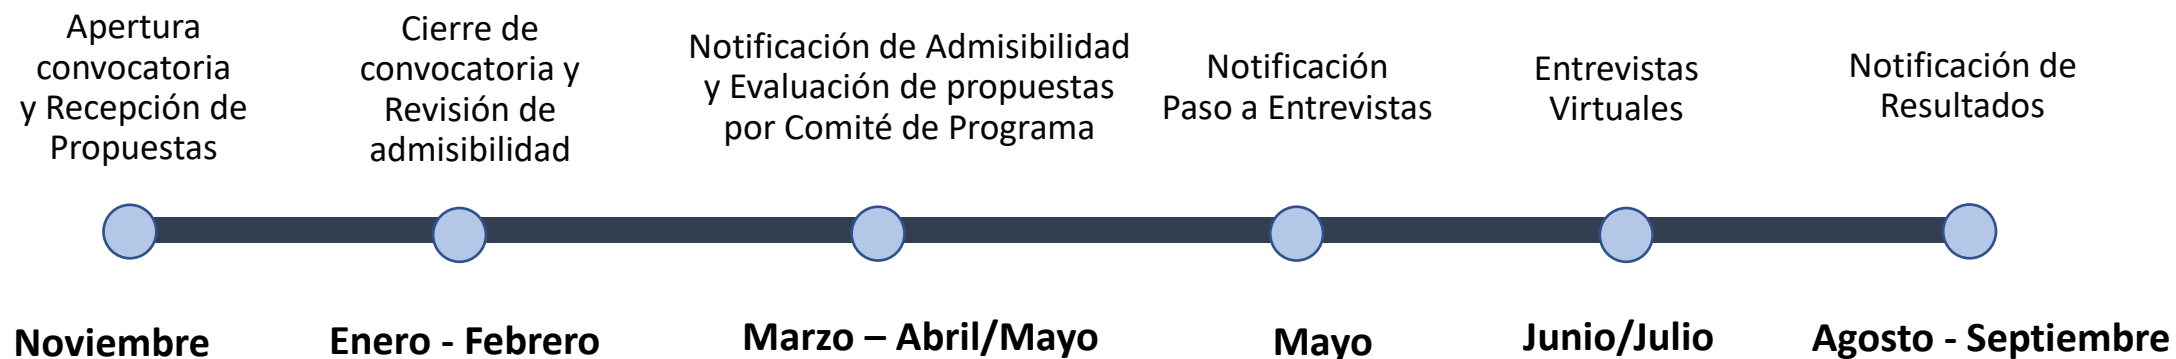 Apertura
convocatoria
y Recepción de
Propuestas
Cierre de
convocatoria y
Revisión de
admisibilidad
Notificación de Admisibilidad
y Evaluación de propuestas
por Comité de Programa
Notificación
Paso a Entrevistas
Entrevistas
Virtuales
Notificación de
Resultados
Noviembre
Enero - Febrero
Marzo – Abril/Mayo
Mayo
Junio/Julio
Agosto - Septiembre